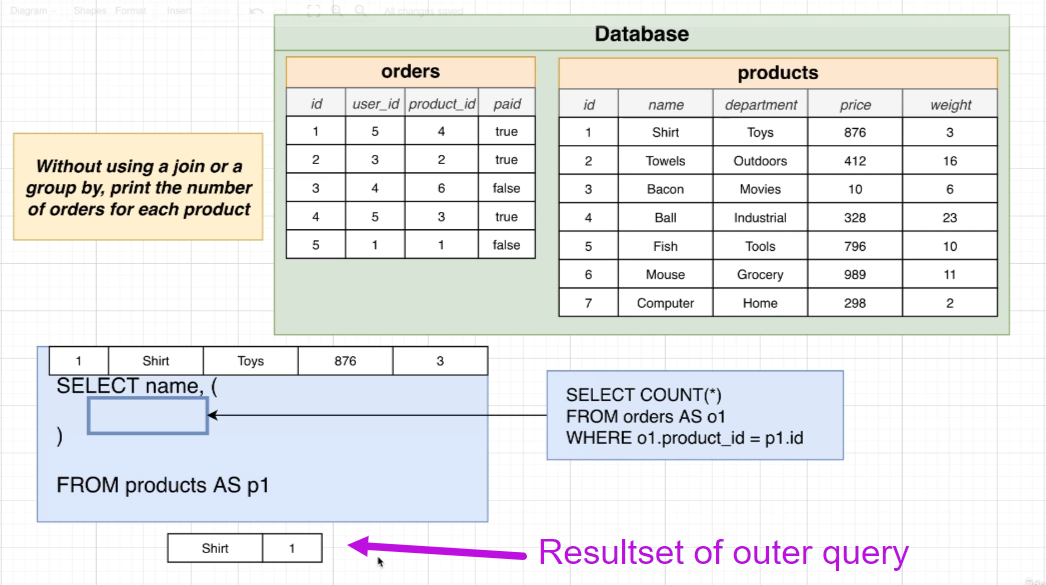 Diagram Shapes Format Insert All changes saved
Database
orders
id user_id product_id paid
1 5 4 true
2 3 2 true
3 4 6 false
4 5 3 true
5 1 1 false
products
id name department price weight
1 Shirt Toys 876 3
2 Towels Outdoors 412 16
3 Bacon Movies 10 6
4 Ball Industrial 328 23
5 Fish Tools 796 10
6 Mouse Grocery 989 11
7 Computer Home 298 2
Without using a join or a
group by, print the number
of orders for each product
1 Shirt Toys 876 3
SELECT name, (
)
FROM products AS p1
SELECT COUNT(*)
FROM orders AS o1
WHERE o1.product_id = p1.id
Shirt 1
Resultset of outer query